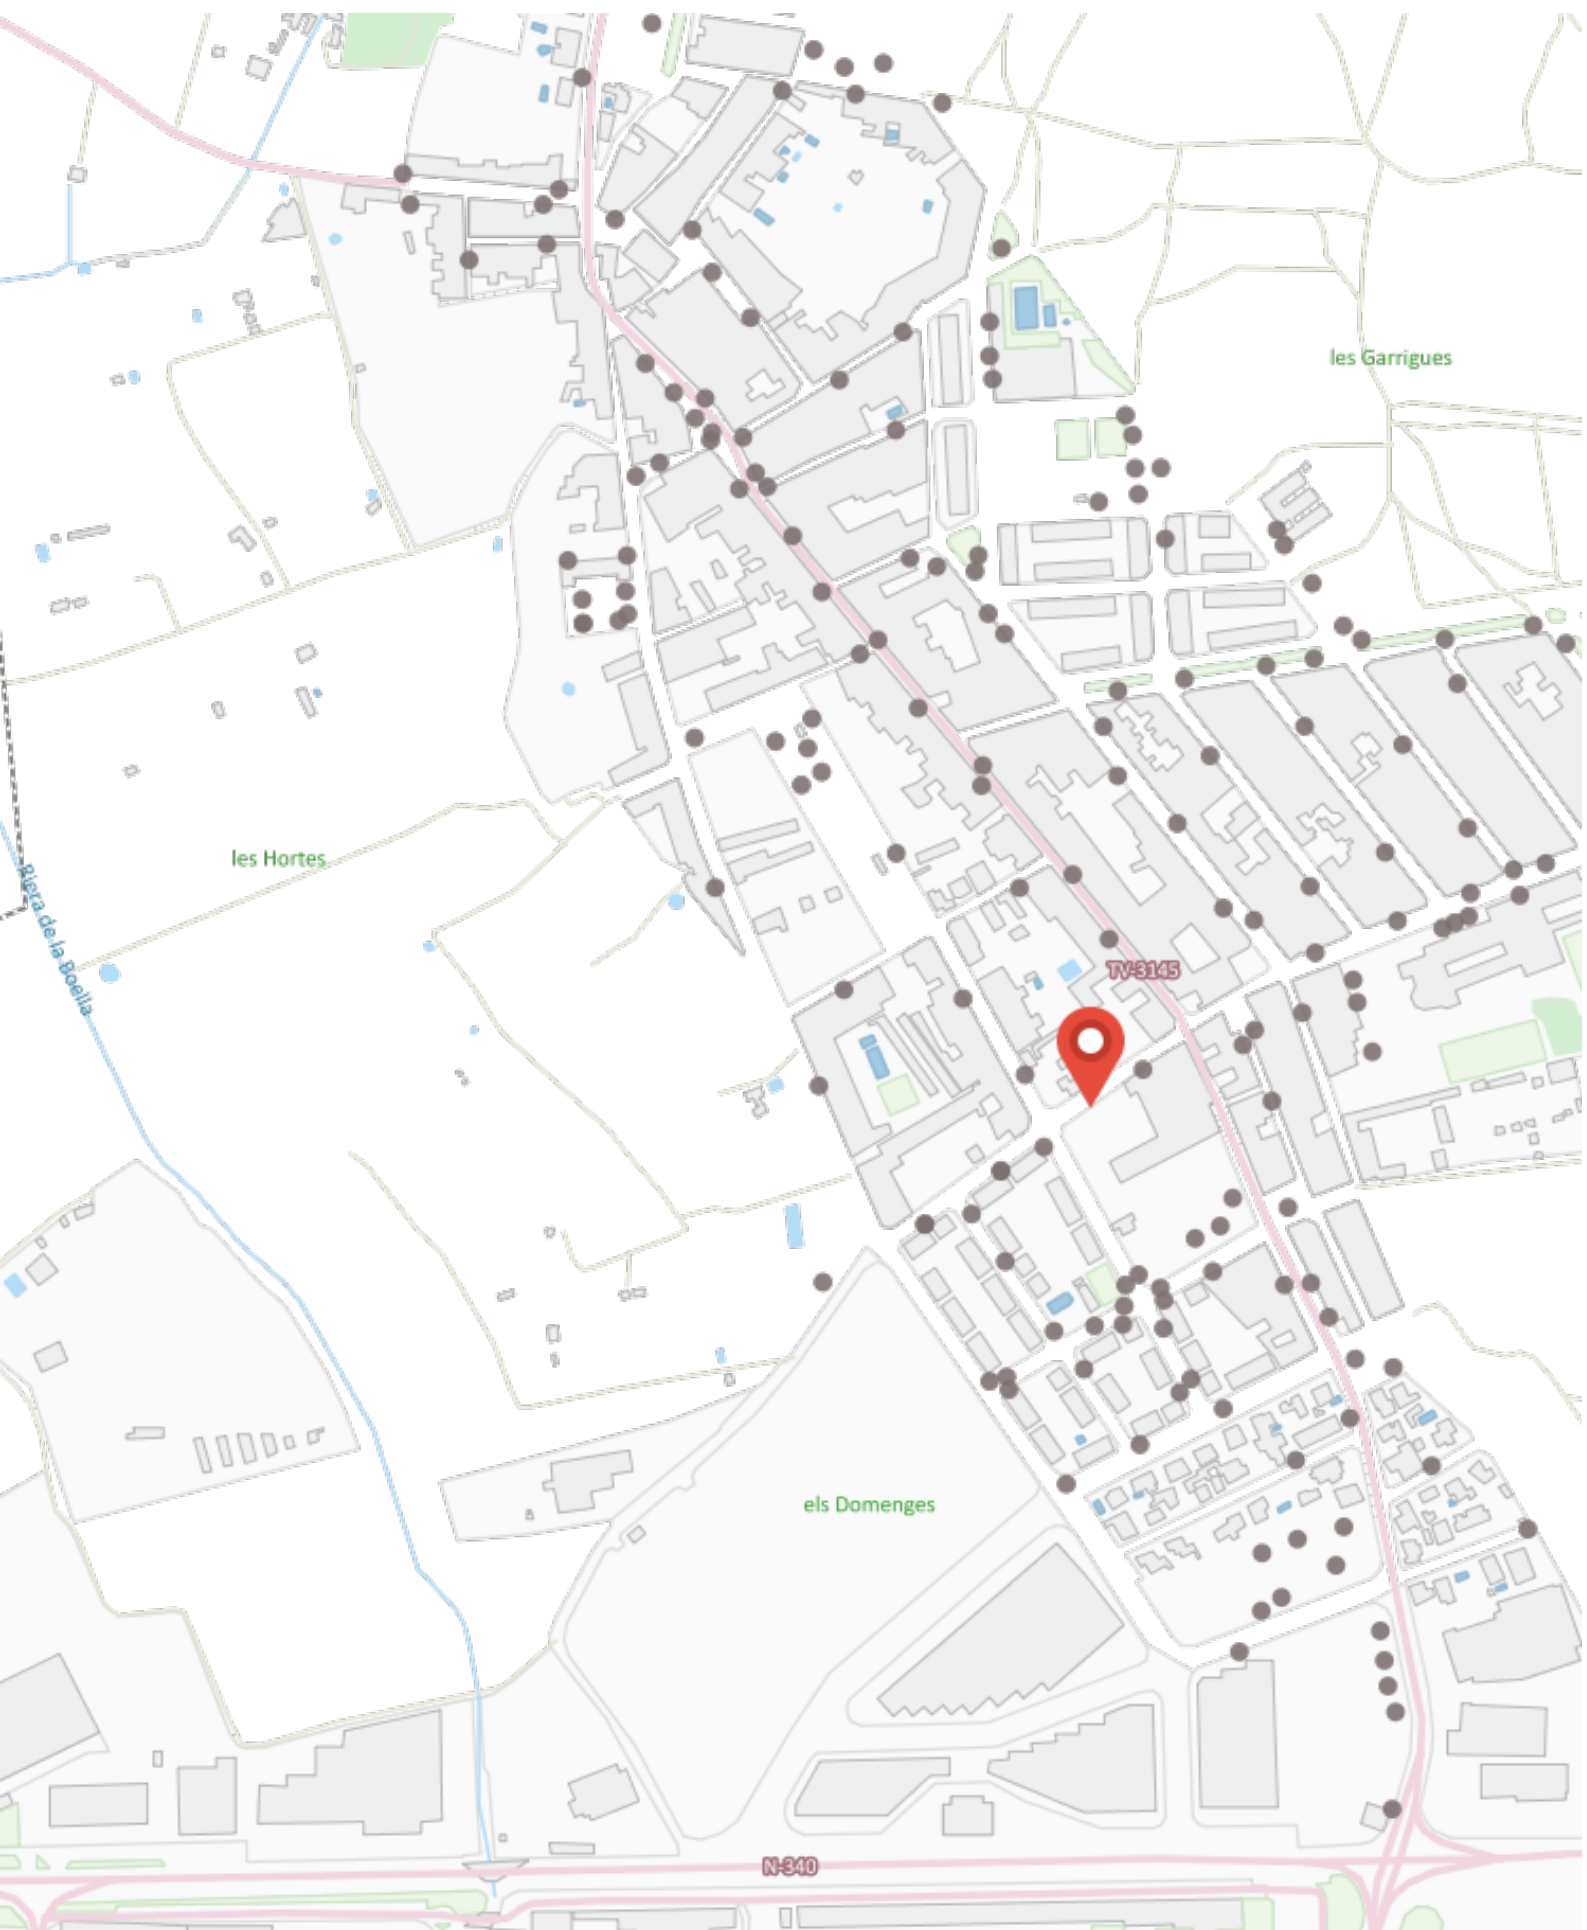 les Garrigues
les Hortes
Riera de la Boella
TV-3145
els Domenges
N-340